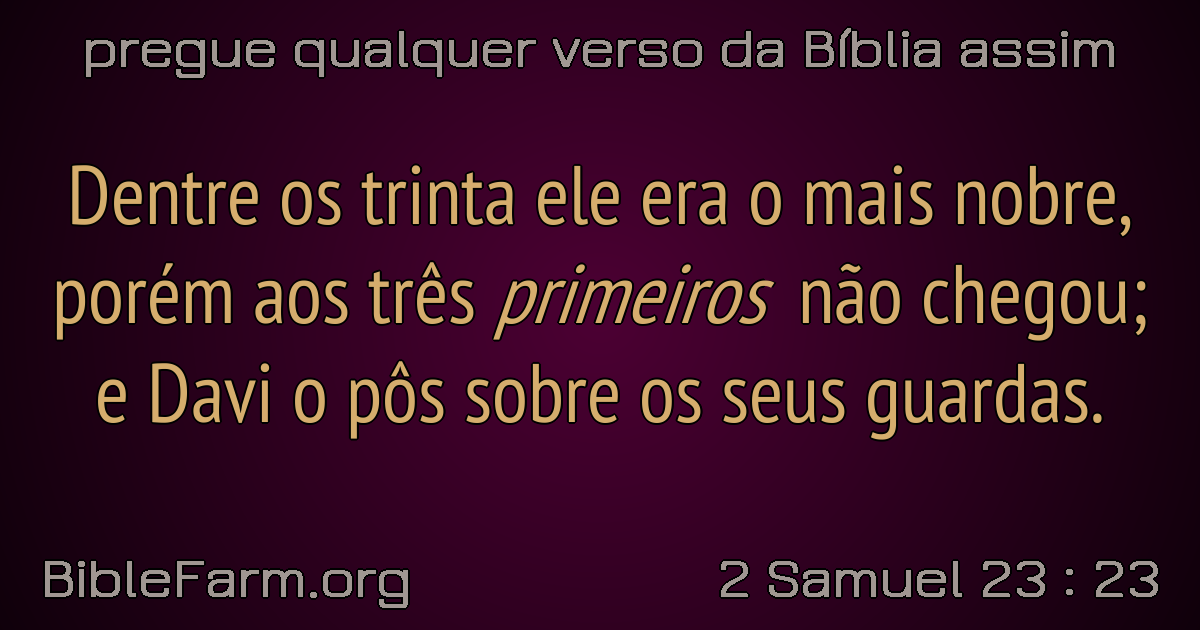 pregue qualquer verso da Bíblia assim
Dentre os trinta ele era o mais nobre,
porém aos três primeiros não chegou;
e Davi o pôs sobre os seus guardas.
BibleFarm.org
2 Samuel 23 : 23